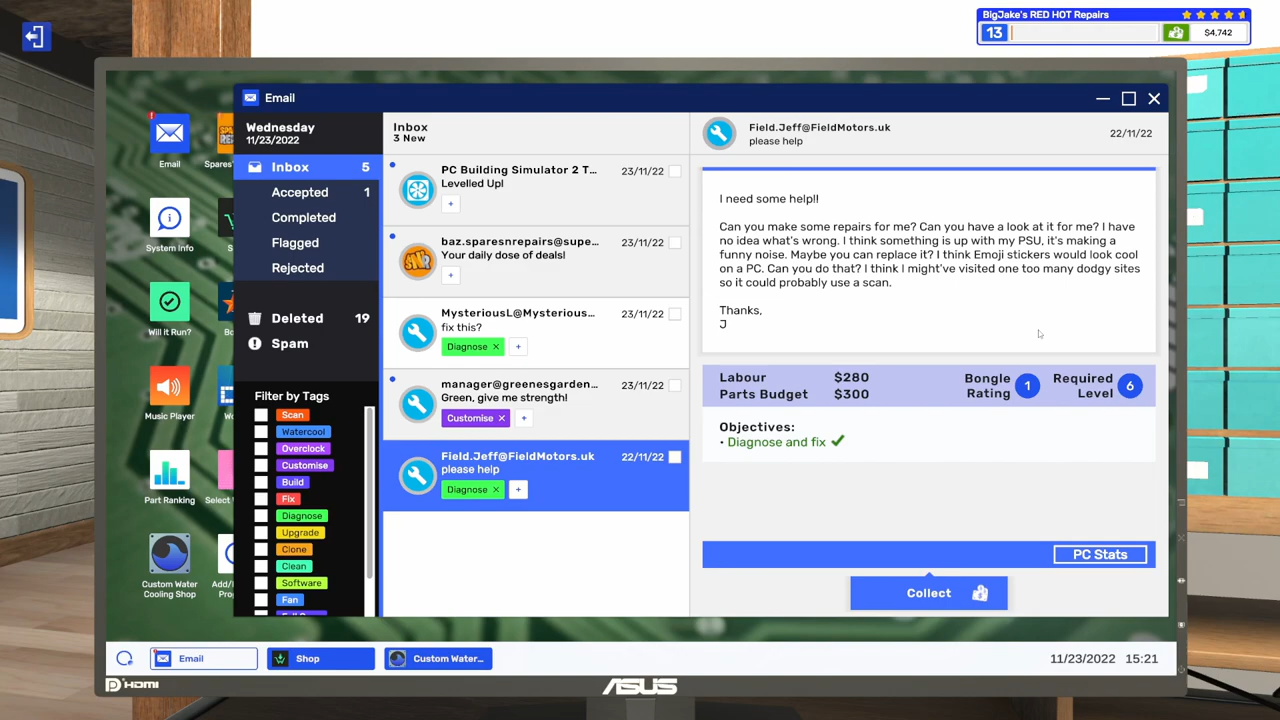 BigJake's RED HOT Repairs
13
$4,742
Email
Wednesday
11/23/2022
Inbox 5
Accepted 1
Completed
Flagged
Rejected
Deleted 19
Spam
Filter by Tags
Scan
Watercool
Overclock
Customise
Build
Fix
Diagnose
Upgrade
Clone
Clean
Software
Fan
Inbox
3 New
PC Building Simulator 2 T... 23/11/22
Levelled Up!
+
baz.sparesnrepairs@supe... 23/11/22
SNR
Your daily dose of deals!
+
MysteriousL@Mysterious... 23/11/22
fix this?
Diagnose × +
manager@greenesgarden... 23/11/22
Green, give me strength!
Customise × +
Field.Jeff@FieldMotors.uk 22/11/22
please help
Diagnose × +
Field.Jeff@FieldMotors.uk 22/11/22
please help
I need some help!!
Can you make some repairs for me? Can you have a look at it for me? I have
no idea what's wrong. I think something is up with my PSU, it's making a
funny noise. Maybe you can replace it? I think Emoji stickers would look cool
on a PC. Can you do that? I think I might've visited one too many dodgy sites
so it could probably use a scan.
Thanks,
J
Labour $280
Parts Budget $300
Bongle
Rating 1
Required
Level 6
Objectives:
• Diagnose and fix
PC Stats
Collect
Email
System Info
Will it Run?
Music Player
Part Ranking
Custom Water
Cooling Shop
Spares'
Select
Add/
Email
Shop
Custom Water...
11/23/2022 15:21
HDMI
ASUS